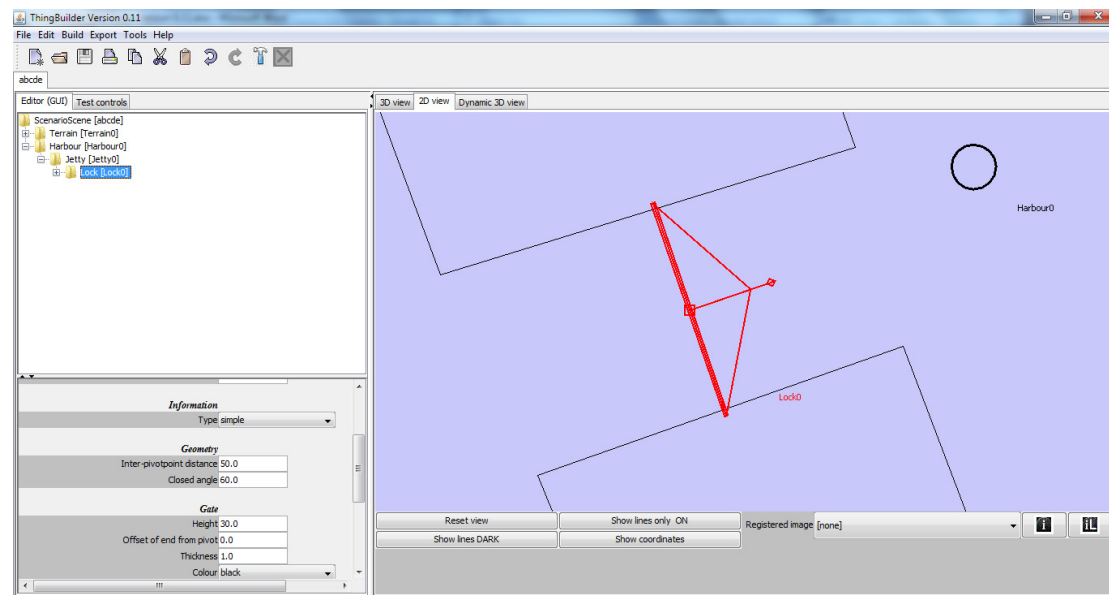 ThingBuilder Version 0.11
File Edit Build Export Tools Help
abcde
Editor (GUI) Test controls
ScenarioScene [abcde]
Terrain [Terrain0]
Harbour [Harbour0]
Jetty [Jetty0]
Lock [Lock0]
Information
Type simple
Geometry
Inter-pivotpoint distance 50.0
Closed angle 60.0
Gate
Height 30.0
Offset of end from pivot 0.0
Thickness 1.0
Colour black
3D view 2D view Dynamic 3D view
Harbour0
Lock0
Reset view Show lines only ON Registered image [none] i iL
Show lines DARK Show coordinates